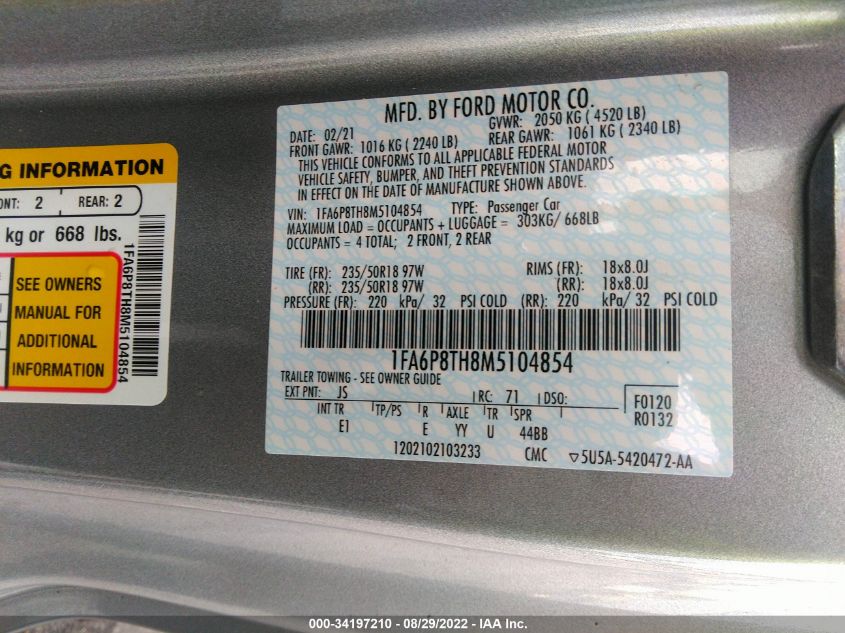 G INFORMATION
ONT: 2 REAR: 2
kg or 668 lbs.
SEE OWNERS
MANUAL FOR
ADDITIONAL
INFORMATION
1FA6P8TH8M5104854
MFD. BY FORD MOTOR CO.
DATE: 02/21 GVWR: 2050 KG ( 4520 LB)
FRONT GAWR: 1016 KG ( 2240 LB) REAR GAWR: 1061 KG ( 2340 LB)
THIS VEHICLE CONFORMS TO ALL APPLICABLE FEDERAL MOTOR
VEHICLE SAFETY, BUMPER, AND THEFT PREVENTION STANDARDS
IN EFFECT ON THE DATE OF MANUFACTURE SHOWN ABOVE.
VIN: 1FA6P8TH8M5104854 TYPE: Passenger Car
MAXIMUM LOAD = OCCUPANTS + LUGGAGE = 303KG/ 668LB
OCCUPANTS = 4 TOTAL; 2 FRONT, 2 REAR
TIRE (FR): 235/50R18 97W RIMS (FR): 18x8.0J
(RR): 235/50R18 97W (RR): 18x8.0J
PRESSURE (FR): 220 kPa/ 32 PSI COLD (RR): 220 kPa/ 32 PSI COLD
1FA6P8TH8M5104854
TRAILER TOWING - SEE OWNER GUIDE
EXT PNT: JS RC: 71 DSO:
INT TR TP/PS R AXLE TR SPR
E1 E YY U 44BB
F0120
R0132
1202102103233 CMC ▽5U5A-5420472-AA
000-34197210 - 08/29/2022 - IAA Inc.